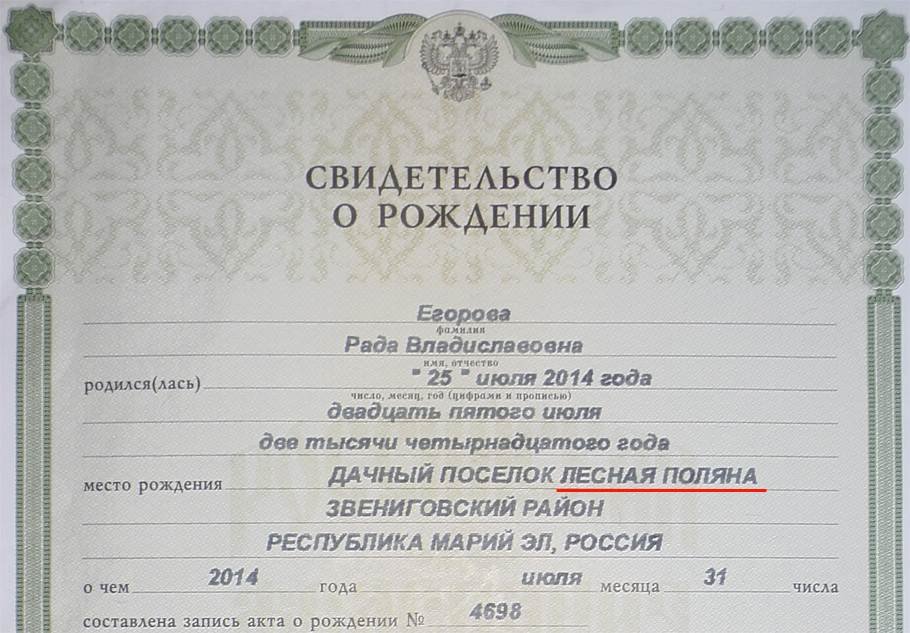 СВИДЕТЕЛЬСТВО
О РОЖДЕНИИ
Егорова
фамилия
Рада Владиславовна
имя, отчество
родился(лась) "25" июля 2014 года
число, месяц, год (цифрами и прописью)
двадцать пятого июля
две тысячи четырнадцатого года
место рождения ДАЧНЫЙ ПОСЕЛОК ЛЕСНАЯ ПОЛЯНА
ЗВЕНИГОВСКИЙ РАЙОН
РЕСПУБЛИКА МАРИЙ ЭЛ, РОССИЯ
о чем 2014 года июля месяца 31 числа
составлена запись акта о рождении № 4698